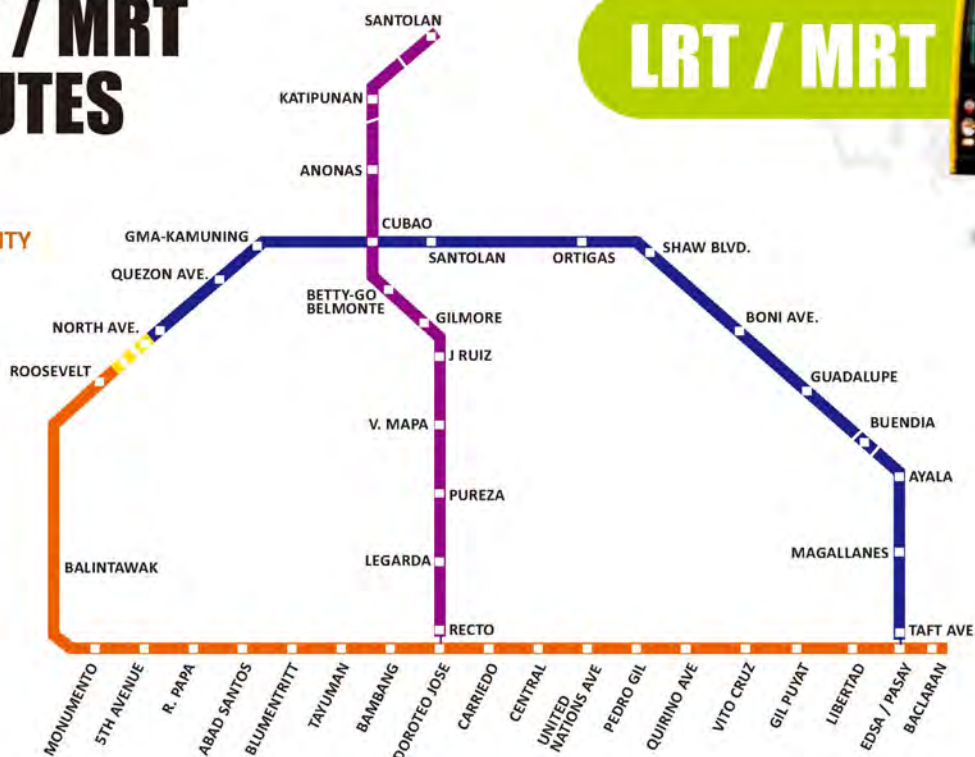 / MRT
UTES
LRT / MRT
ITY
SANTOLAN
KATIPUNAN
ANONAS
CUBAO
GMA-KAMUNING
SANTOLAN
ORTIGAS
SHAW BLVD.
QUEZON AVE.
BETTY-GO
BELMONTE
GILMORE
BONI AVE.
NORTH AVE.
J RUIZ
ROOSEVELT
GUADALUPE
V. MAPA
BUENDIA
AYALA
PUREZA
MAGALLANES
LEGARDA
BALINTAWAK
RECTO
TAFT AVE
MONUMENTO
5TH AVENUE
R. PAPA
ABAD SANTOS
BLUMENTRITT
TAYUMAN
BAMBANG
DOROTEO JOSE
CARRIEDO
CENTRAL
UNITED
NATIONS AVE
PEDRO GIL
QUIRINO AVE
VITO CRUZ
GIL PUYAT
LIBERTAD
EDSA / PASAY
BACLARAN